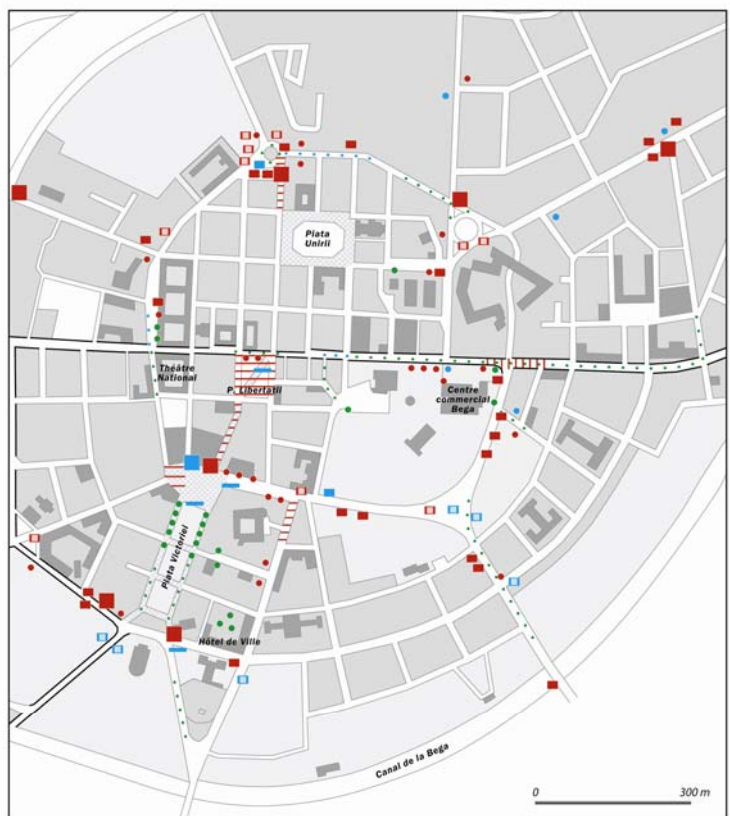 Piata
Unirii
Théâtre
National
P. Libertatii
Centre
commercial
Bega
Piata Victoriei
Hôtel de Ville
Canal de la Bega
0 300 m